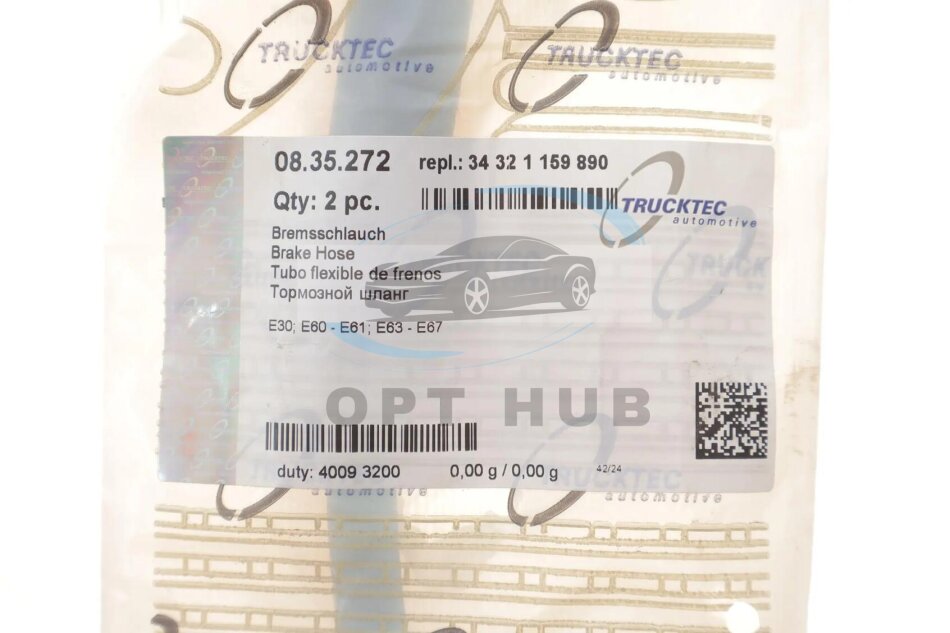 TRUCKTEC
automotive
TRUCKTEC
automotive
08.35.272 repl.: 34 32 1 159 890
Qty: 2 pc.
TRUCKTEC
automotive
Bremsschlauch
Brake Hose
Tubo flexible de frenos
Тормозной шланг
E30; E60 - E61; E63 - E67
OPT HUB
duty: 4009 3200 0,00 g / 0,00 g 42/24
TRUCKTEC
automotive
automotive